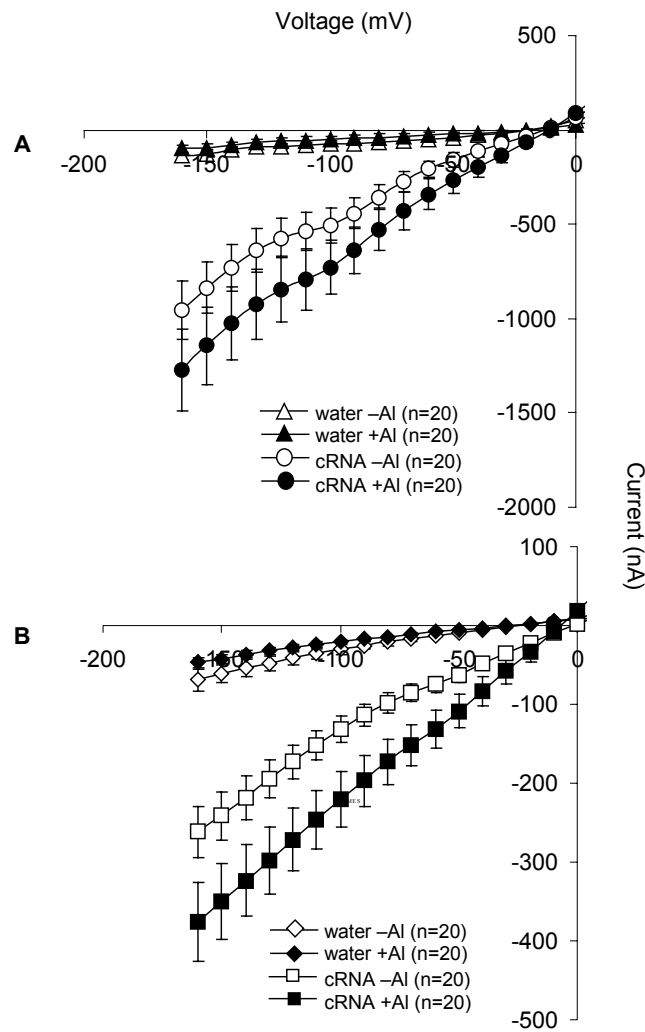 Voltage (mV)
500
A
-200
-150
-100
-50
0
-500
-1000
water –Al (n=20)
water +Al (n=20)
cRNA –Al (n=20)
cRNA +Al (n=20)
-1500
-2000
Current (nA)
100
B
-200
-150
-100
-50
0
-100
-200
-300
water –Al (n=20)
water +Al (n=20)
cRNA –Al (n=20)
cRNA +Al (n=20)
-400
-500